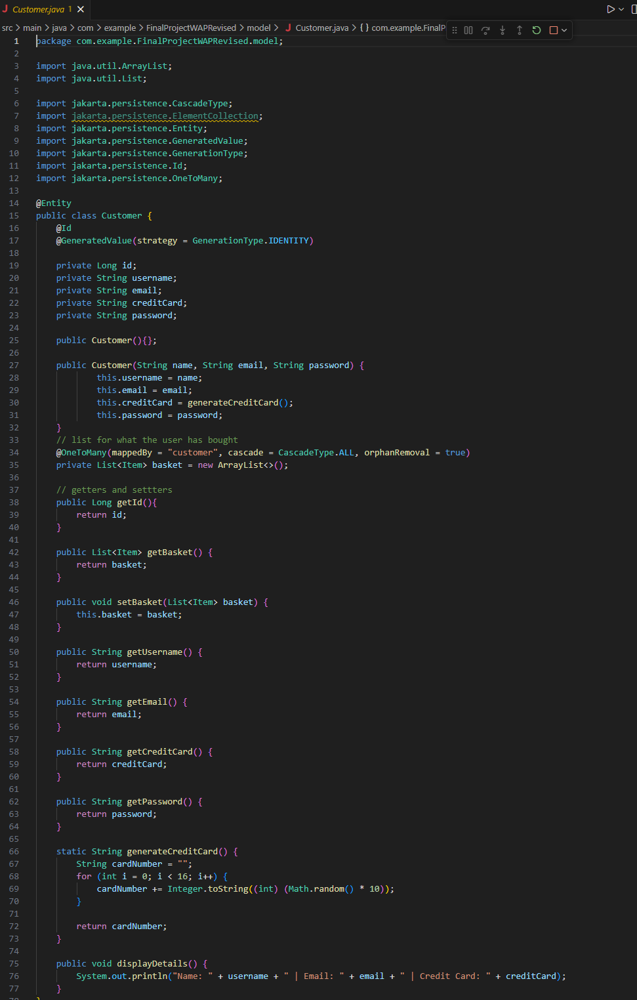 Customer.java 1
src > main > java > com > example > FinalProjectWAPRevised > model > J Customer.java > {} com.example.FinalP
1 package com.example.FinalProjectWAPRevised.model;
2
3 import java.util.ArrayList;
4 import java.util.List;
5
6 import jakarta.persistence.CascadeType;
7 import jakarta.persistence.ElementCollection;
8 import jakarta.persistence.Entity;
9 import jakarta.persistence.GeneratedValue;
10 import jakarta.persistence.GenerationType;
11 import jakarta.persistence.Id;
12 import jakarta.persistence.OneToMany;
13
14 @Entity
15 public class Customer {
16 @Id
17 @GeneratedValue(strategy = GenerationType.IDENTITY)
18
19 private Long id;
20 private String username;
21 private String email;
22 private String creditCard;
23 private String password;
24
25 public Customer(){};
26
27 public Customer(String name, String email, String password) {
28 this.username = name;
29 this.email = email;
30 this.creditCard = generateCreditCard();
31 this.password = password;
32 }
33 // list for what the user has bought
34 @OneToMany(mappedBy = "customer", cascade = CascadeType.ALL, orphanRemoval = true)
35 private List<Item> basket = new ArrayList<>();
36
37 // getters and settters
38 public Long getId(){
39 return id;
40 }
41
42 public List<Item> getBasket() {
43 return basket;
44 }
45
46 public void setBasket(List<Item> basket) {
47 this.basket = basket;
48 }
49
50 public String getUsername() {
51 return username;
52 }
53
54 public String getEmail() {
55 return email;
56 }
57
58 public String getCreditCard() {
59 return creditCard;
60 }
61
62 public String getPassword() {
63 return password;
64 }
65
66 static String generateCreditCard() {
67 String cardNumber = "";
68 for (int i = 0; i < 16; i++) {
69 cardNumber += Integer.toString((int) (Math.random() * 10));
70 }
71
72 return cardNumber;
73 }
74
75 public void displayDetails() {
76 System.out.println("Name: " + username + " | Email: " + email + " | Credit Card: " + creditCard);
77 }